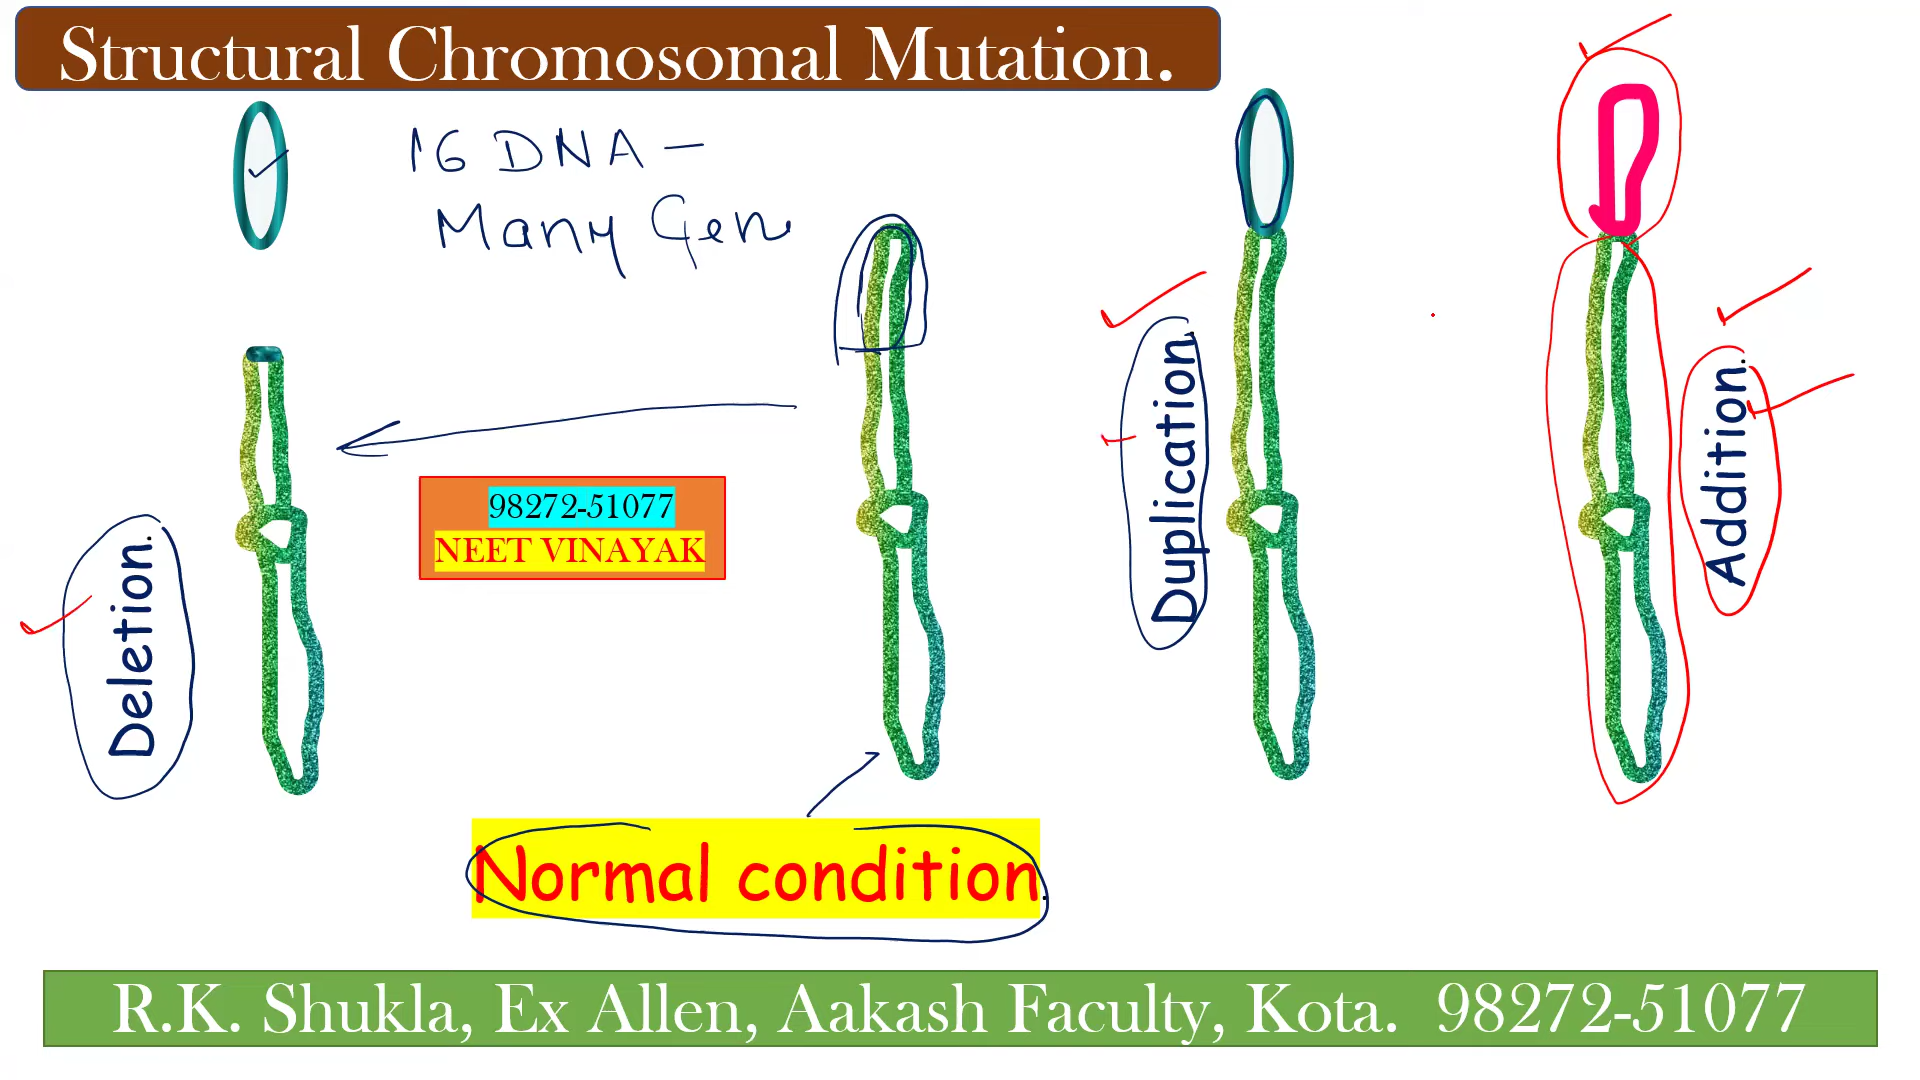 Structural Chromosomal Mutation.
16 DNA –
Many Gen
Duplication.
Addition.
98272-51077
NEET VINAYAK
Deletion.
Normal condition.
R.K. Shukla, Ex Allen, Aakash Faculty, Kota. 98272-51077